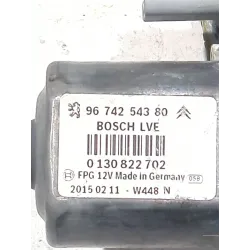 96 742 543 80
BOSCH LVE
0 130 822 702
FPG 12V Made in Germany 058
2015 02 11 - W448 N